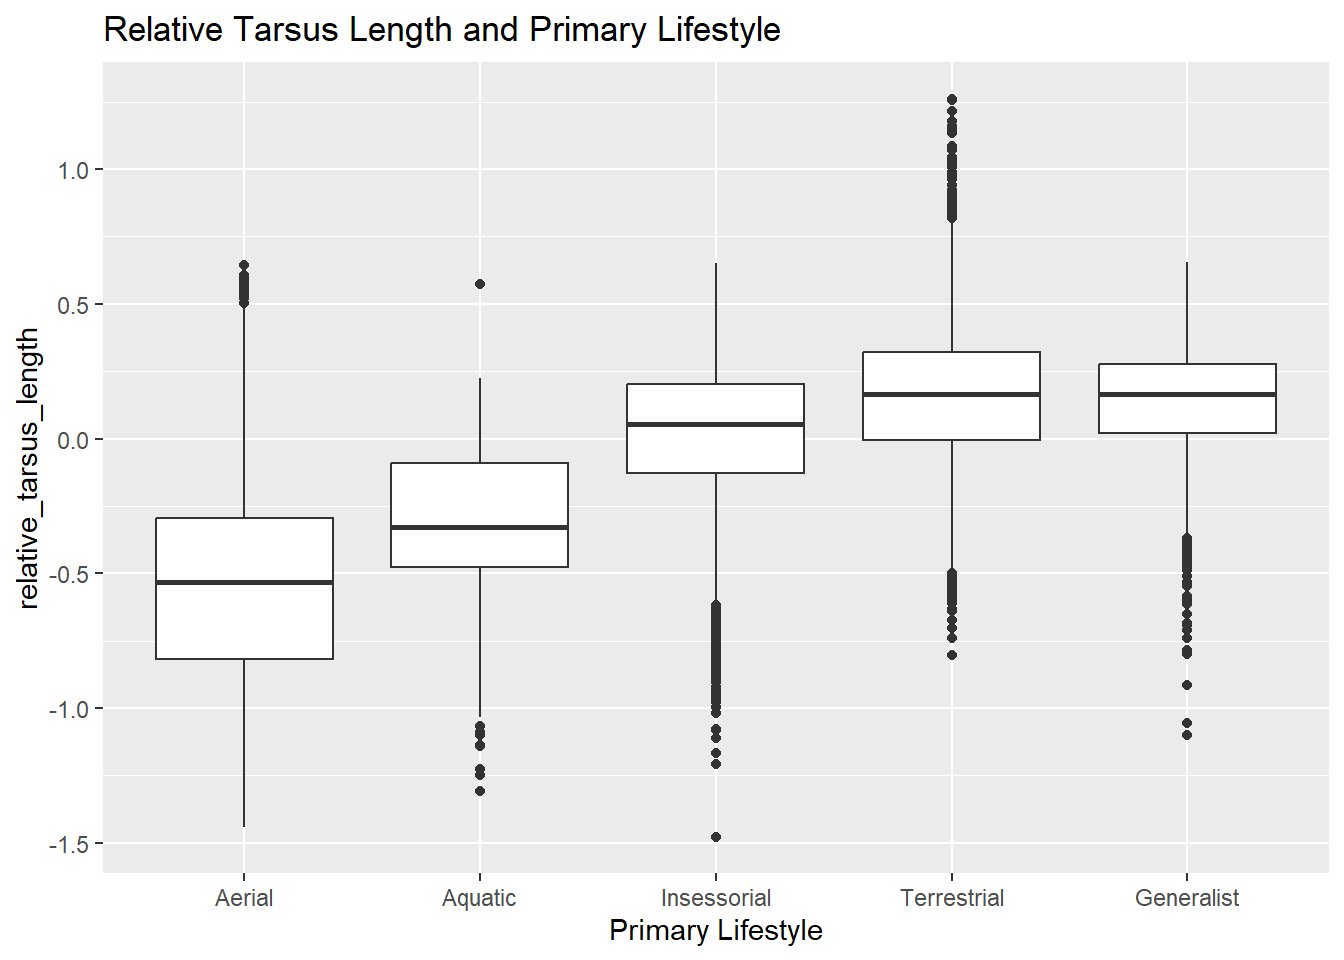 Relative Tarsus Length and Primary Lifestyle
relative_tarsus_length
1.0
0.5
0.0
-0.5
-1.0
-1.5
Aerial
Aquatic
Insessorial
Terrestrial
Generalist
Primary Lifestyle